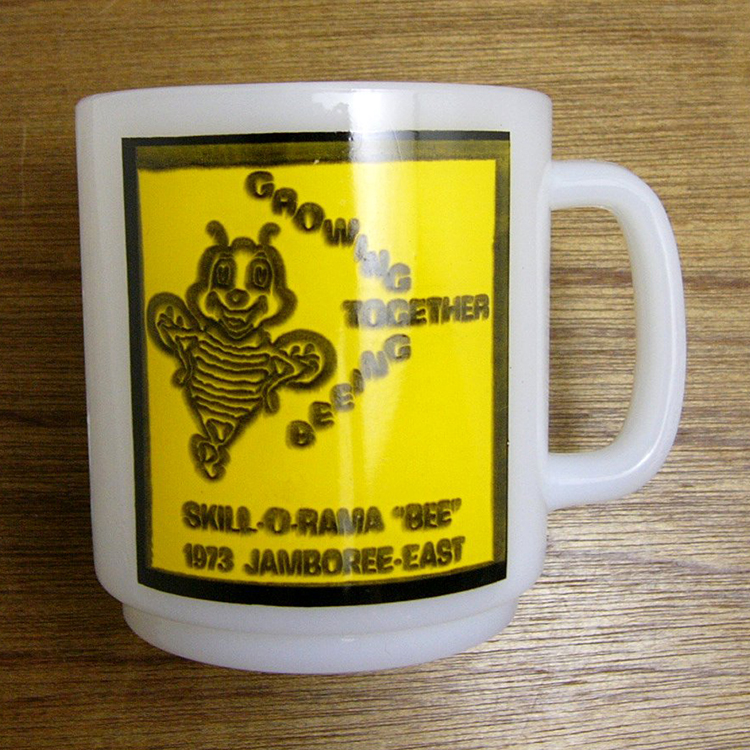 GROWING
TOGETHER
BEEING
SKILL-O-RAMA "BEE"
1973 JAMBOREE-EAST